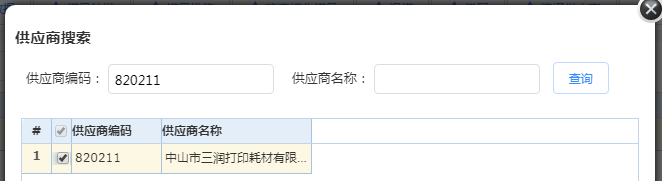 供应商搜索
供应商编码： 820211 供应商名称： 查询
# 供应商编码 供应商名称
1 820211 中山市三润打印耗材有限...